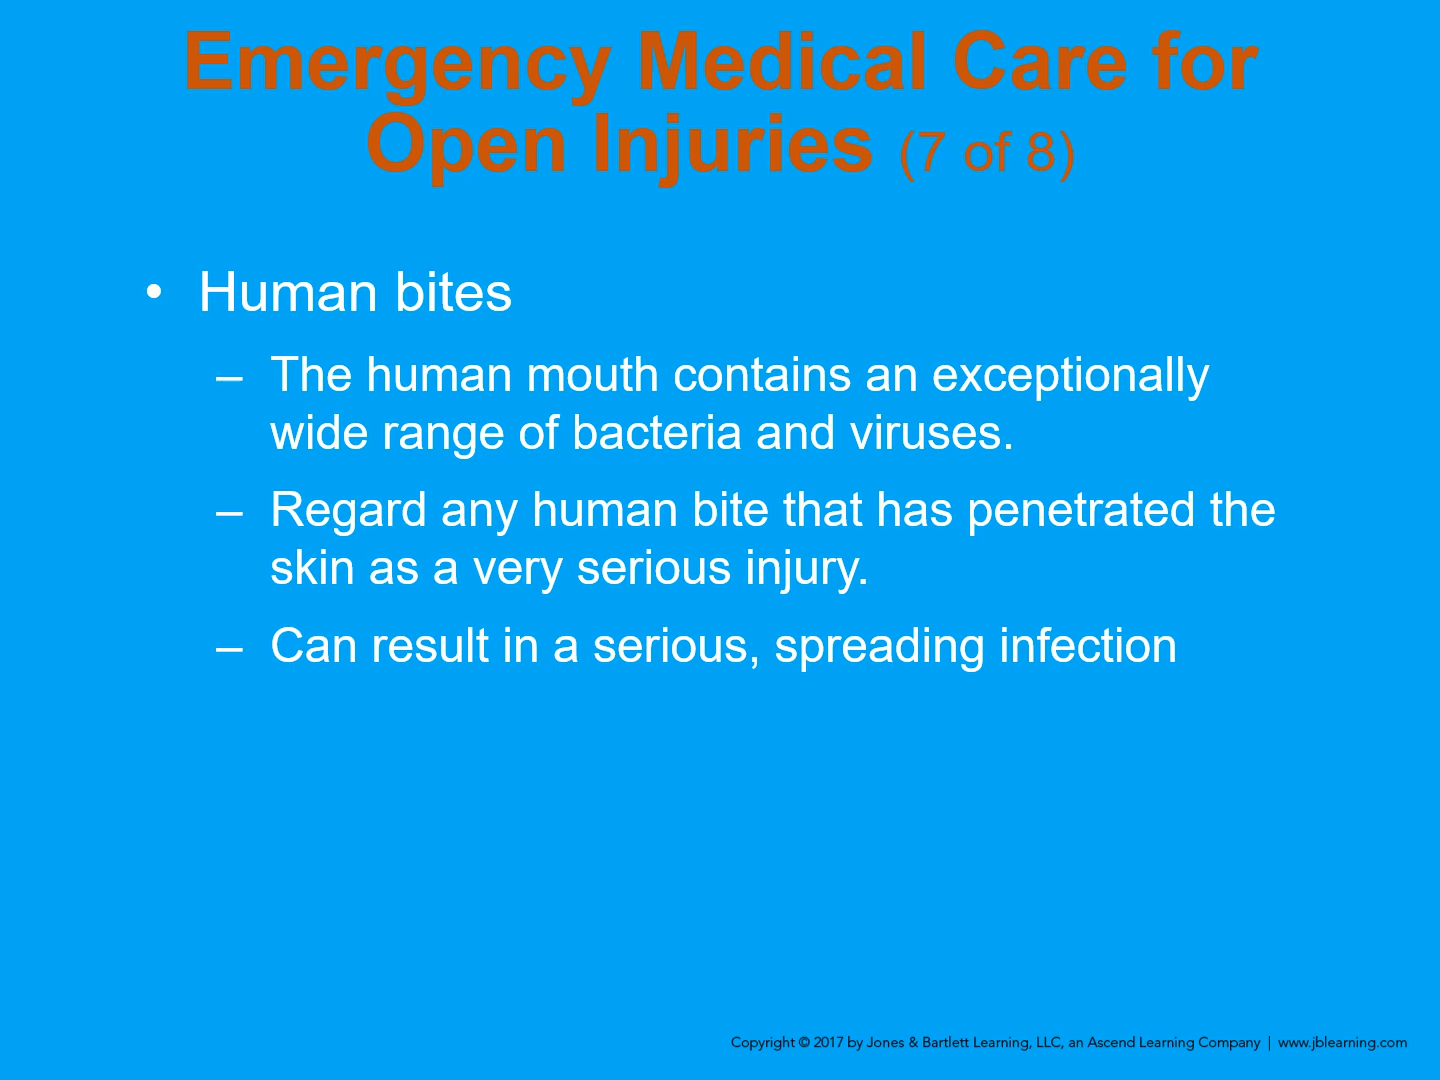 Emergency Medical Care for
Open Injuries (7 of 8)
• Human bites
– The human mouth contains an exceptionally
wide range of bacteria and viruses.
– Regard any human bite that has penetrated the
skin as a very serious injury.
– Can result in a serious, spreading infection
Copyright © 2017 by Jones & Bartlett Learning, LLC, an Ascend Learning Company | www.jblearning.com